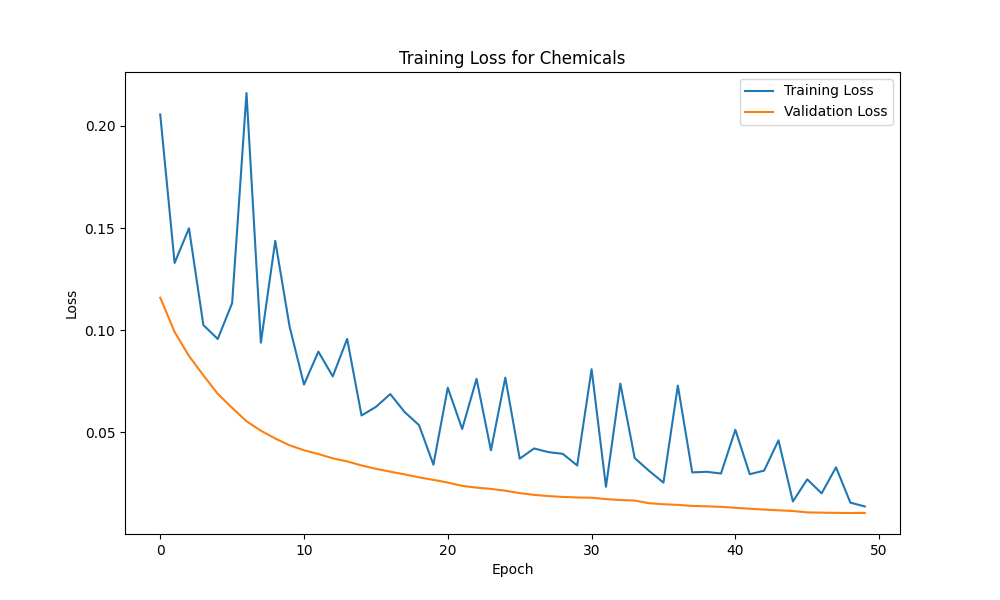 Training Loss for Chemicals
Training Loss
Validation Loss
0.20
0.15
0.10
0.05
Loss
0 10 20 30 40 50
Epoch